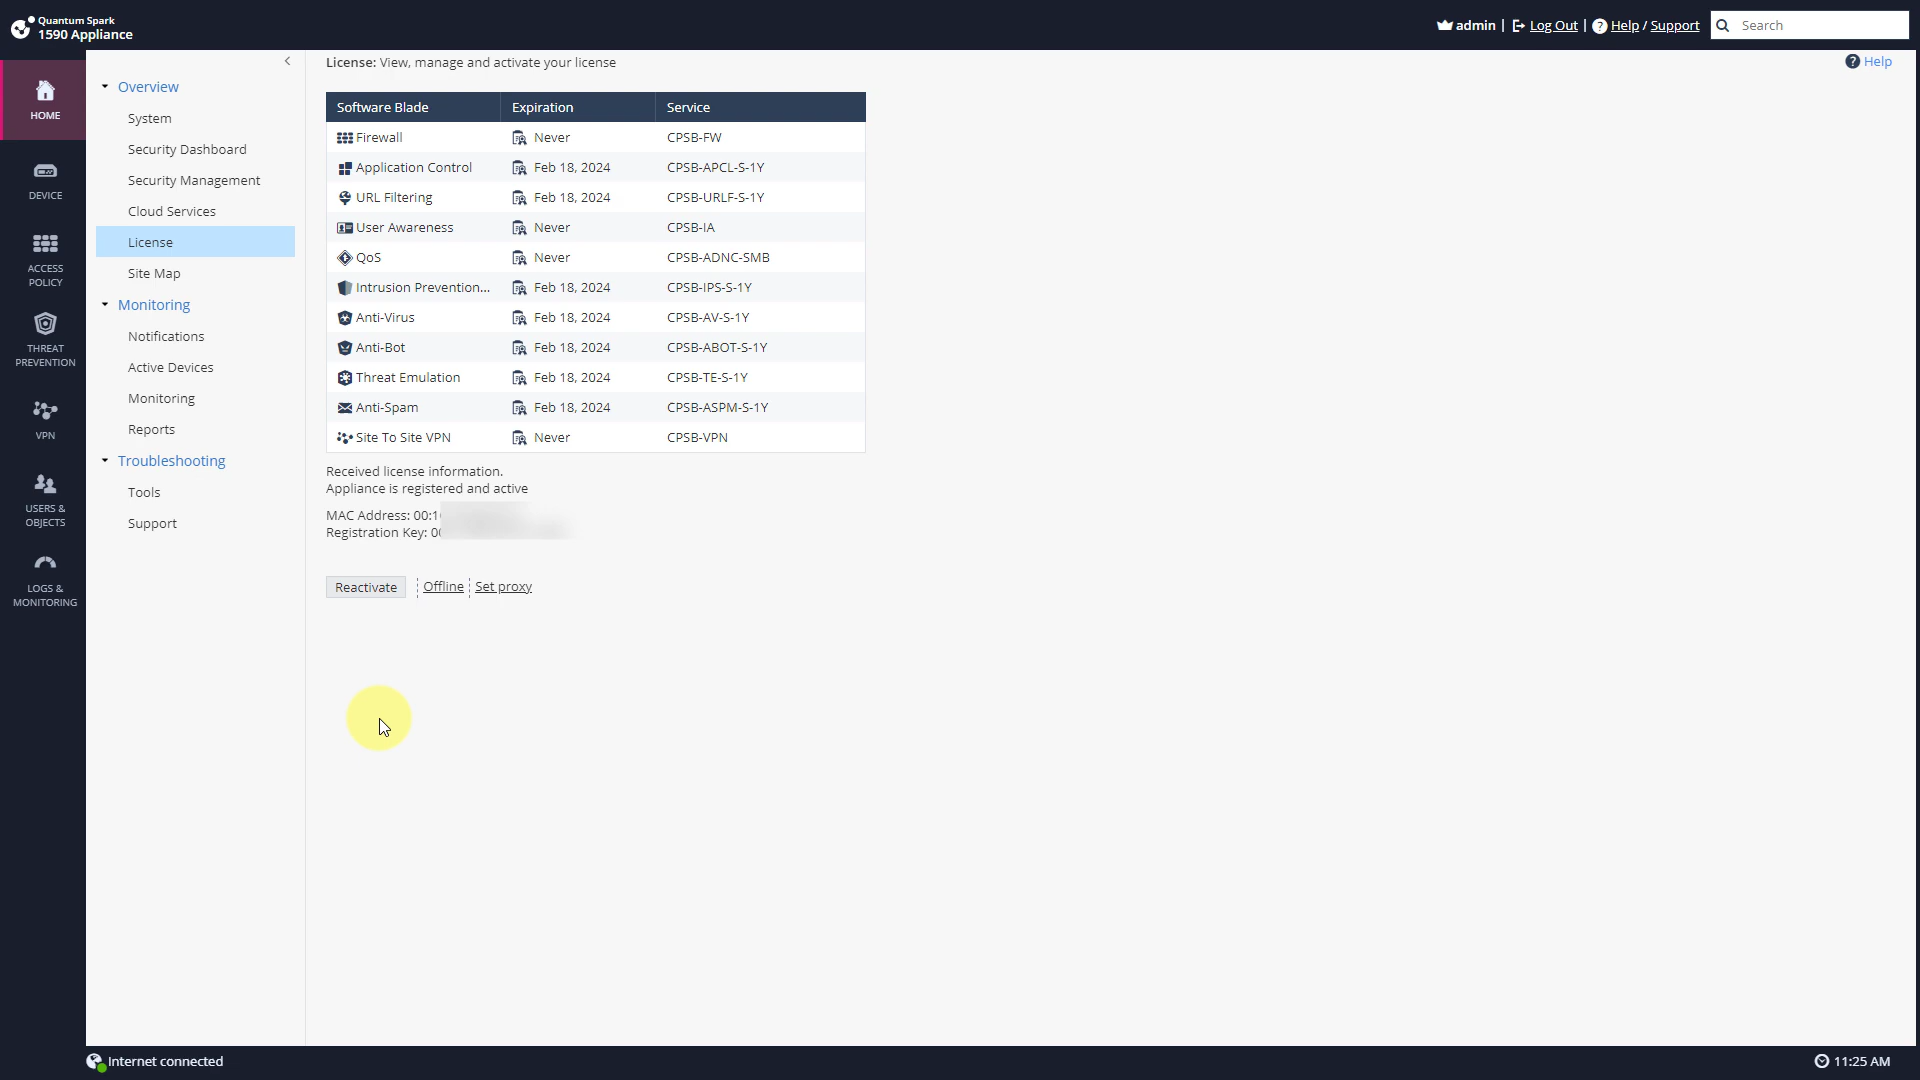 Quantum Spark
1590 Appliance
admin | Log Out | Help / Support
Search
HOME
DEVICE
ACCESS
POLICY
THREAT
PREVENTION
VPN
USERS &
OBJECTS
LOGS &
MONITORING
Overview
System
Security Dashboard
Security Management
Cloud Services
License
Site Map
Monitoring
Notifications
Active Devices
Monitoring
Reports
Troubleshooting
Tools
Support
License: View, manage and activate your license
Help
Software Blade Expiration Service
Firewall Never CPSB-FW
Application Control Feb 18, 2024 CPSB-APCL-S-1Y
URL Filtering Feb 18, 2024 CPSB-URLF-S-1Y
User Awareness Never CPSB-IA
QoS Never CPSB-ADNC-SMB
Intrusion Prevention... Feb 18, 2024 CPSB-IPS-S-1Y
Anti-Virus Feb 18, 2024 CPSB-AV-S-1Y
Anti-Bot Feb 18, 2024 CPSB-ABOT-S-1Y
Threat Emulation Feb 18, 2024 CPSB-TE-S-1Y
Anti-Spam Feb 18, 2024 CPSB-ASPM-S-1Y
Site To Site VPN Never CPSB-VPN
Received license information.
Appliance is registered and active
MAC Address: 00:1
Registration Key: 00
Reactivate Offline Set proxy
Internet connected
11:25 AM